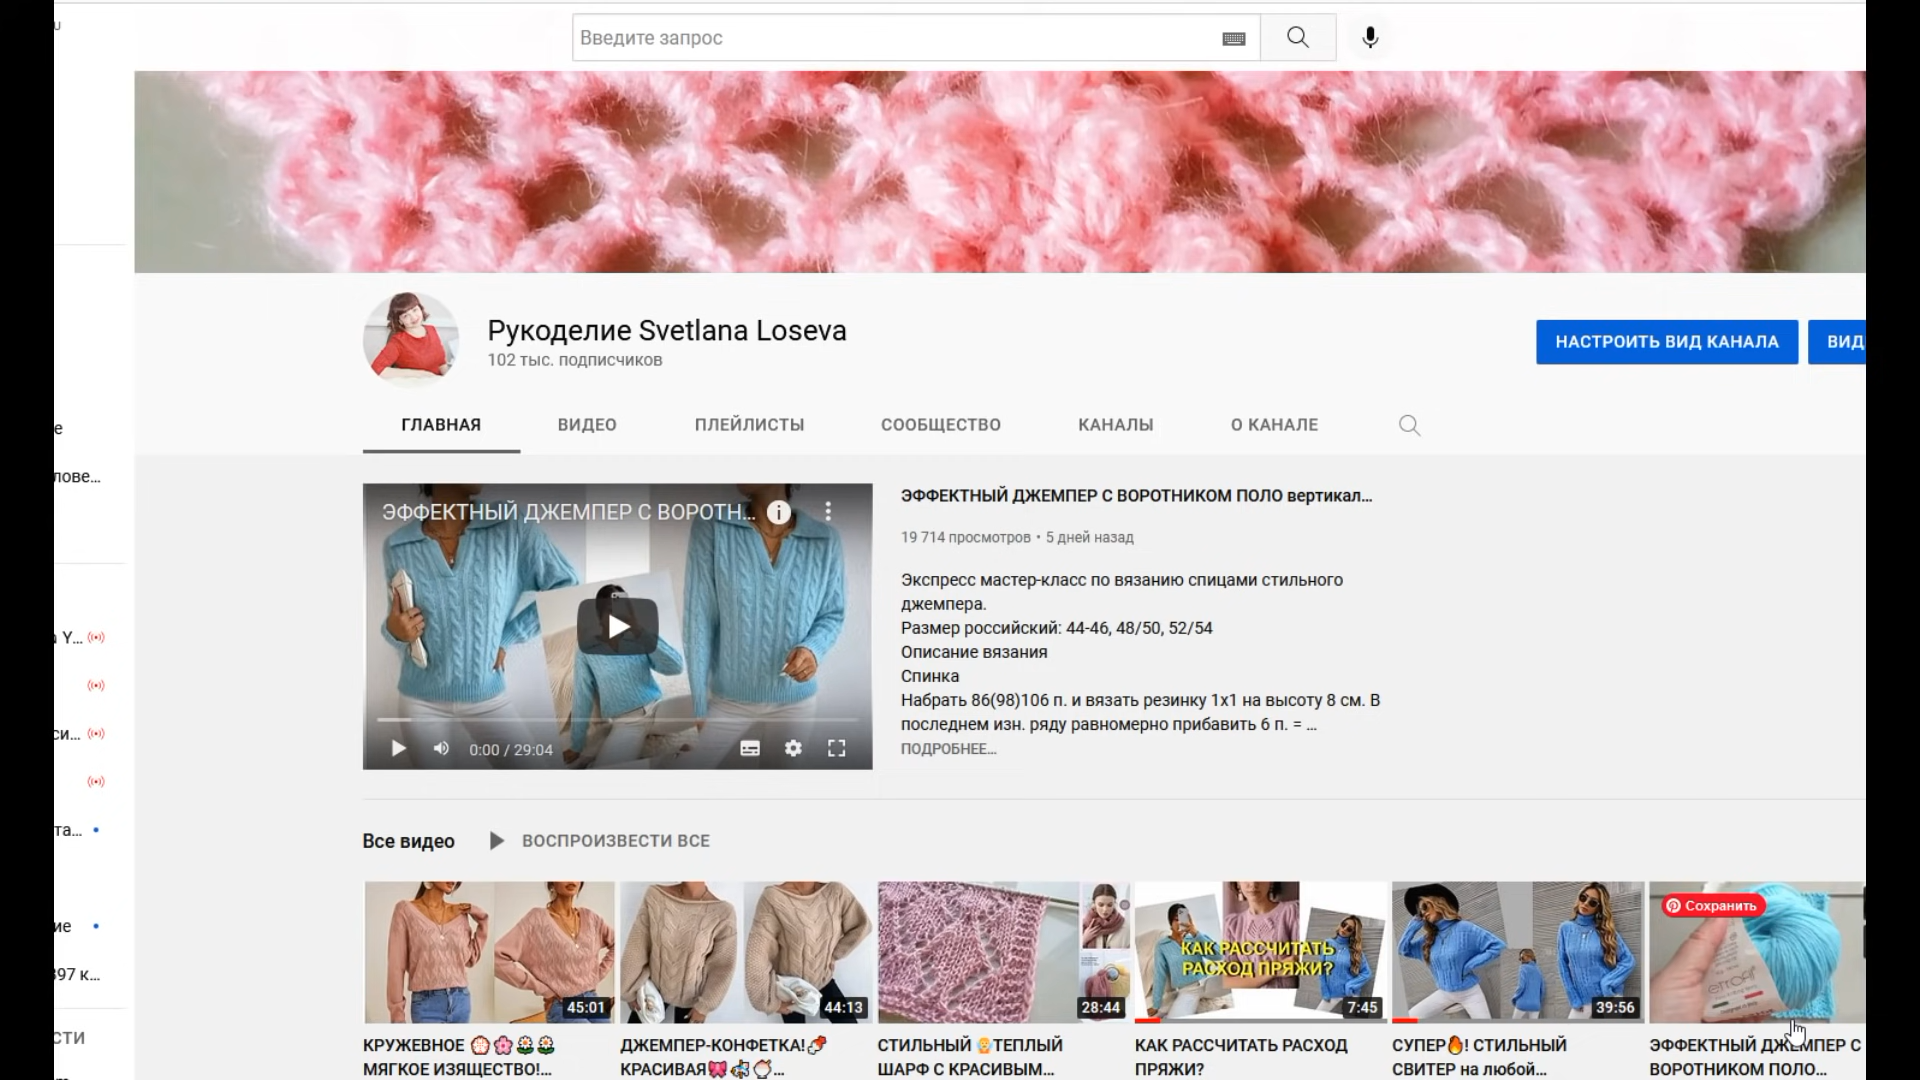 Введите запрос
Рукоделие Svetlana Loseva
102 тыс. подписчиков
НАСТРОИТЬ ВИД КАНАЛА
ВИД
ГЛАВНАЯ
ВИДЕО
ПЛЕЙЛИСТЫ
СООБЩЕСТВО
КАНАЛЫ
О КАНАЛЕ
е
лове...
Y...
си...
та...
ие
397 к...
СТИ
ЭФФЕКТНЫЙ ДЖЕМПЕР С ВОРОТН...
0:00 / 29:04
ЭФФЕКТНЫЙ ДЖЕМПЕР С ВОРОТНИКОМ ПОЛО вертикал...
19 714 просмотров • 5 дней назад
Экспресс мастер-класс по вязанию спицами стильного
джемпера.
Размер российский: 44-46, 48/50, 52/54
Описание вязания
Спинка
Набрать 86(98)106 п. и вязать резинку 1х1 на высоту 8 см. В
последнем изн. ряду равномерно прибавить 6 п. = ...
ПОДРОБНЕЕ...
Все видео
ВОСПРОИЗВЕСТИ ВСЕ
45:01
44:13
28:44
КАК РАССЧИТАТЬ
РАСХОД ПРЯЖИ?
7:45
39:56
Сохранить
КРУЖЕВНОЕ
МЯГКОЕ ИЗЯЩЕСТВО!...
ДЖЕМПЕР-КОНФЕТКА!
КРАСИВАЯ...
СТИЛЬНЫЙ ТЕПЛЫЙ
ШАРФ С КРАСИВЫМ...
КАК РАССЧИТАТЬ РАСХОД
ПРЯЖИ?
СУПЕР🔥! СТИЛЬНЫЙ
СВИТЕР на любой...
ЭФФЕКТНЫЙ ДЖЕМПЕР С
ВОРОТНИКОМ ПОЛО...